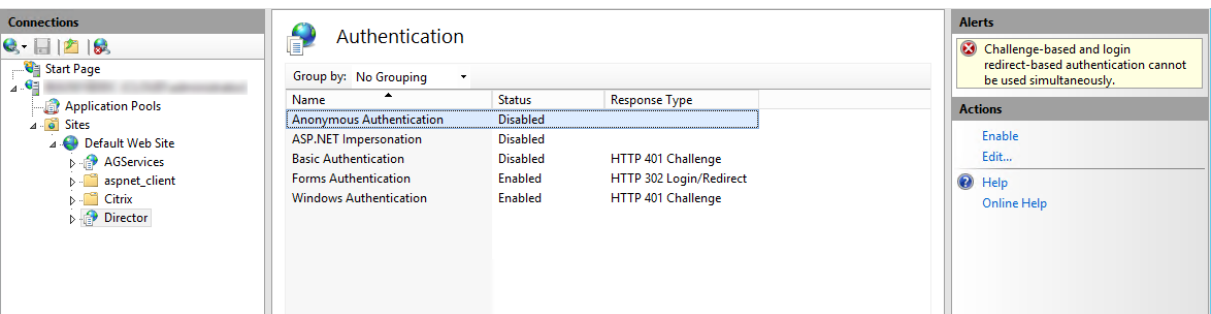 Connections
Start Page
Application Pools
Sites
Default Web Site
AGServices
aspnet_client
Citrix
Director
Authentication
Group by: No Grouping
Name Status Response Type
Anonymous Authentication Disabled
ASP.NET Impersonation Disabled
Basic Authentication Disabled HTTP 401 Challenge
Forms Authentication Enabled HTTP 302 Login/Redirect
Windows Authentication Enabled HTTP 401 Challenge
Alerts
Challenge-based and login
redirect-based authentication cannot
be used simultaneously.
Actions
Enable
Edit...
Help
Online Help